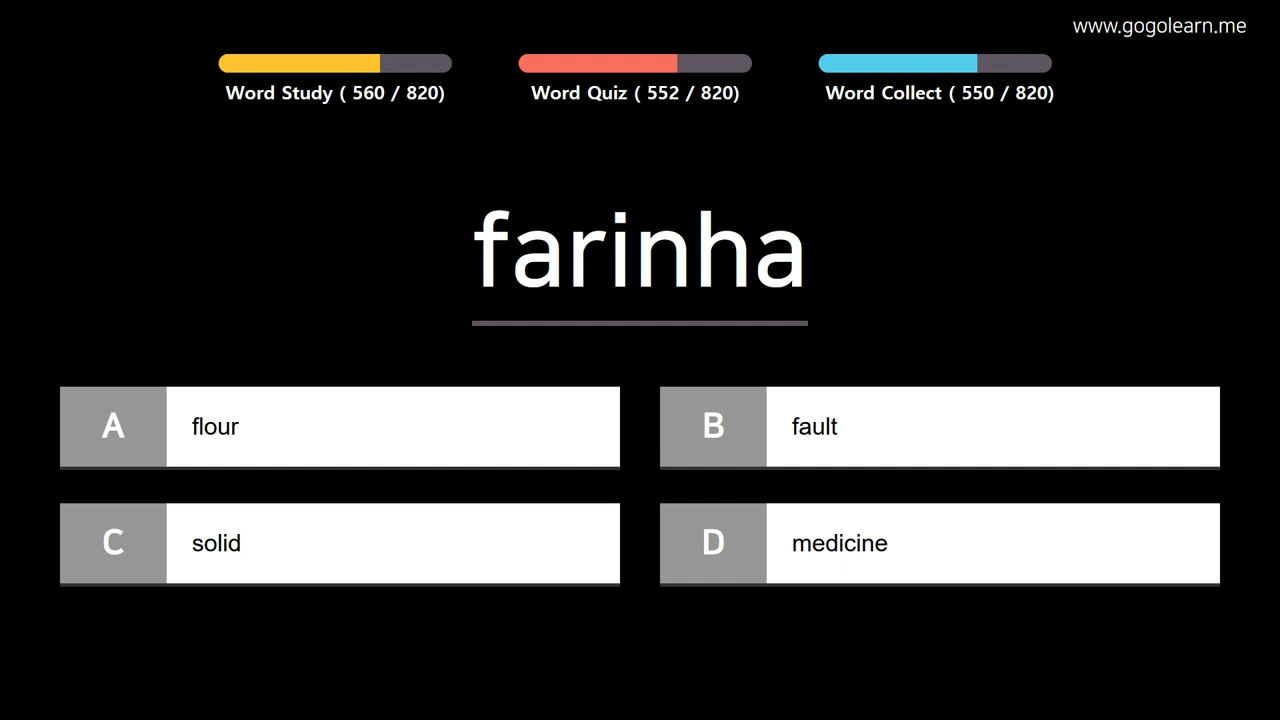 www.gogolearn.me
Word Study ( 560 / 820)
Word Quiz ( 552 / 820)
Word Collect ( 550 / 820)
farinha
A flour
B fault
C solid
D medicine